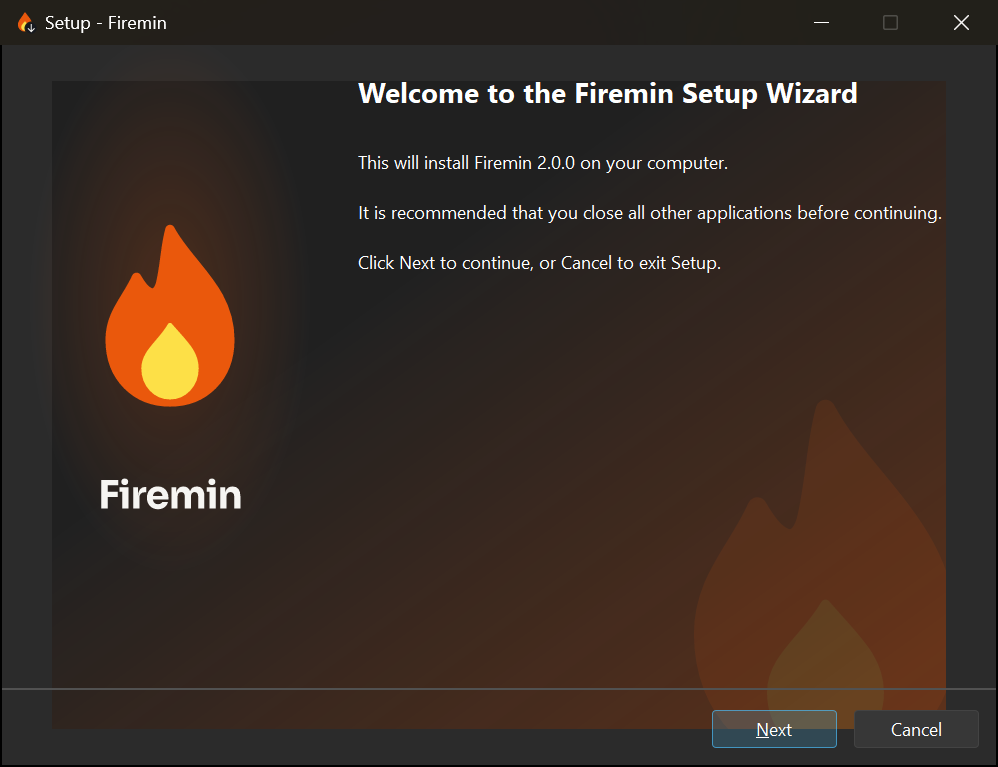 Setup - Firemin
Welcome to the Firemin Setup Wizard
This will install Firemin 2.0.0 on your computer.
It is recommended that you close all other applications before continuing.
Click Next to continue, or Cancel to exit Setup.
Firemin
Next
Cancel